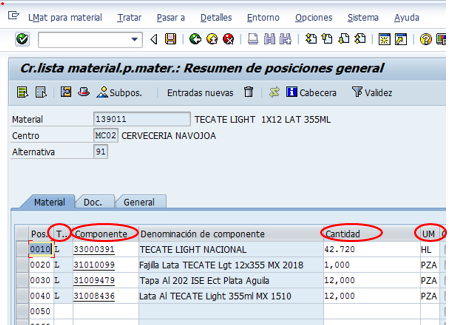 LMat para material Tratar Pasar a Detalles Entorno Opciones Sistema Ayuda
Cr.lista material.p.mater.: Resumen de posiciones general
Subpos. Entradas nuevas Cabecera Validez
Material 139011 TECATE LIGHT 1X12 LAT 355ML
Centro MC02 CERVECERIA NAVOJOA
Alternativa 91
Material Doc. General
Pos. T.. Componente Denominación de componente Cantidad UM
0010 L 33000391 TECATE LIGHT NACIONAL 42.720 HL
0020 L 31010099 Fajilla Lata TECATE Lgt 12x355 MX 2018 1,000 PZA
0030 L 31009479 Tapa Al 202 ISE Ect Plata Aguila 12,000 PZA
0040 L 31008436 Lata Al TECATE Light 355ml MX 1510 12,000 PZA
0050